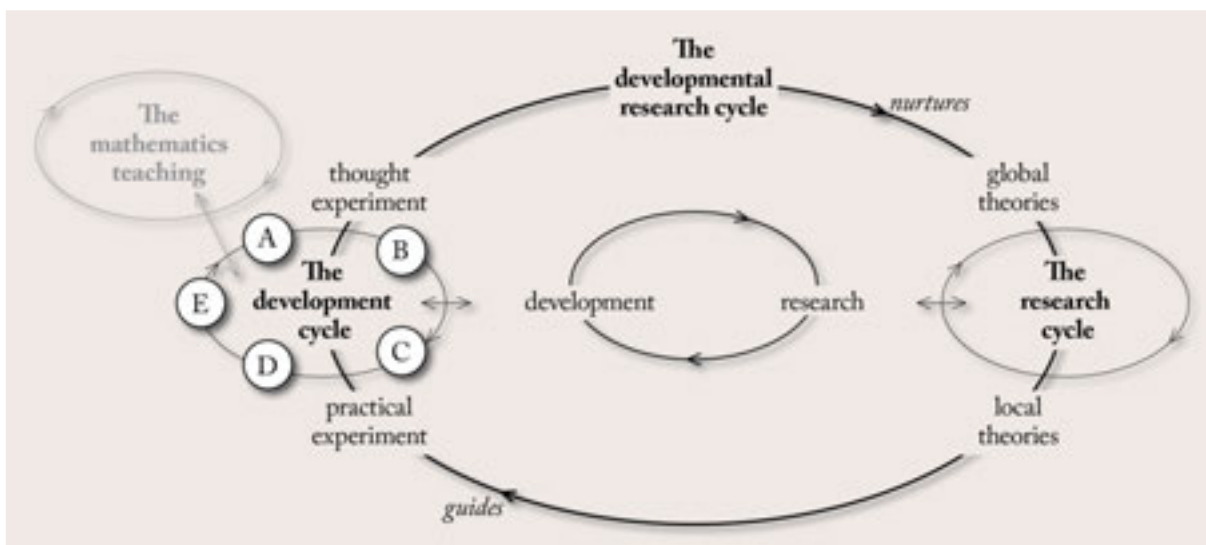 The
developmental
research cycle
nurtures
The
mathematics
teaching
thought
experiment
global
theories
A
B
The
development
cycle
E
development
research
The
research
cycle
D
C
practical
experiment
local
theories
guides